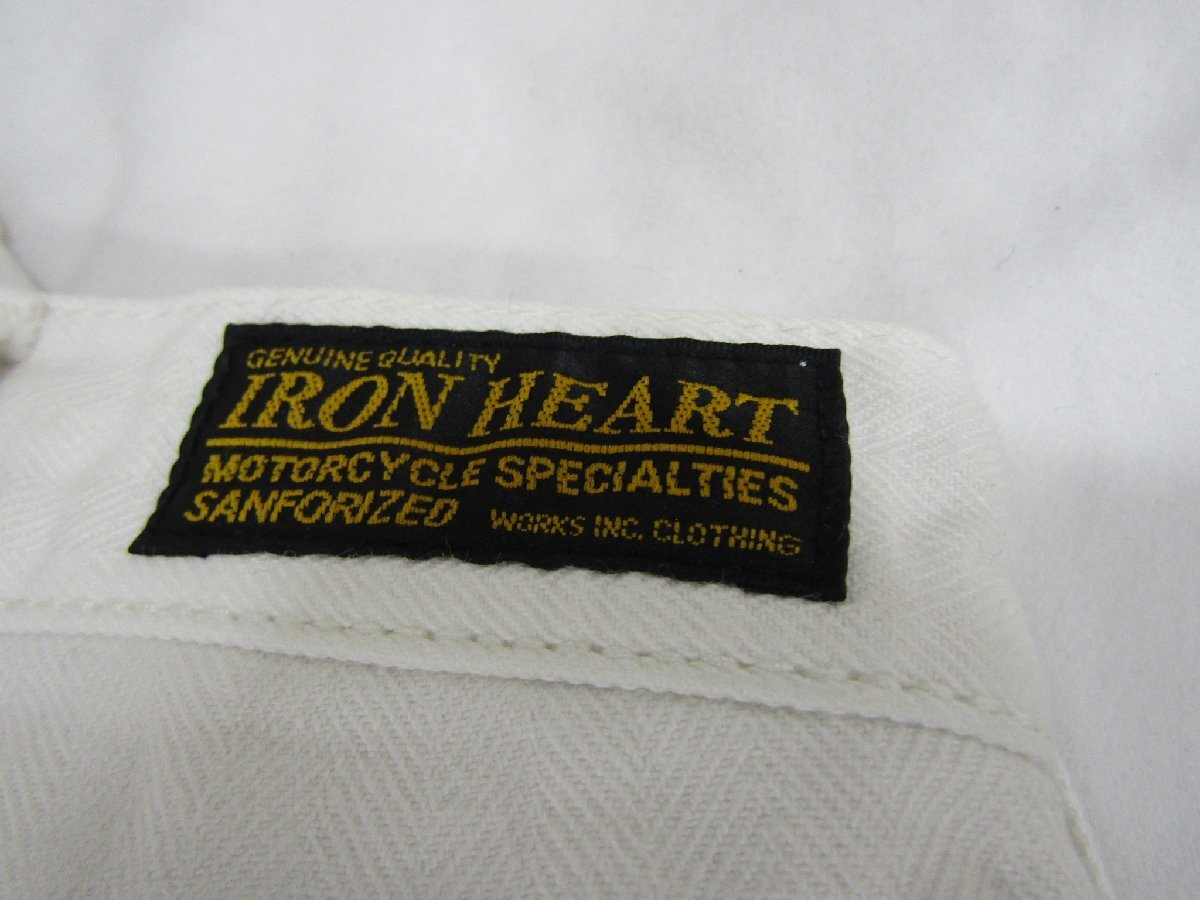 GENUINE QUALITY
IRON HEART
MOTORCYCLE SPECIALTIES
SANFORIZED WORKS INC. CLOTHING